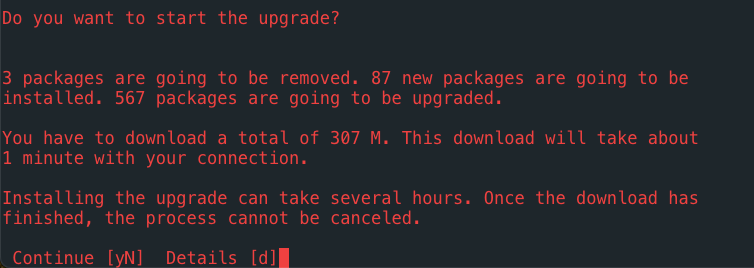 Do you want to start the upgrade?
3 packages are going to be removed. 87 new packages are going to be
installed. 567 packages are going to be upgraded.
You have to download a total of 307 M. This download will take about
1 minute with your connection.
Installing the upgrade can take several hours. Once the download has
finished, the process cannot be canceled.
Continue [yN]  Details [d]